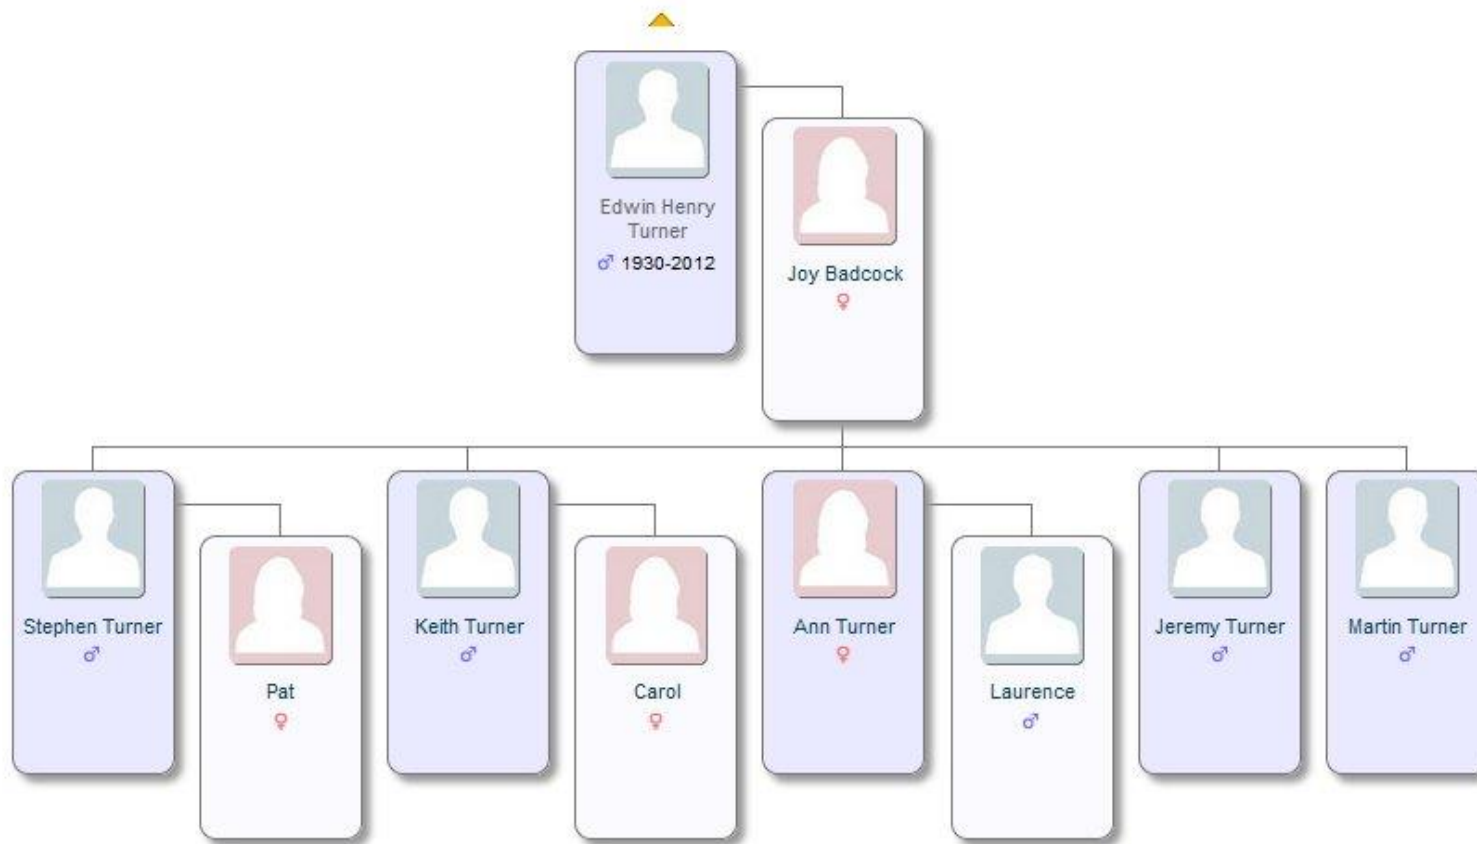 Edwin Henry
Turner
♂ 1930-2012
Joy Badcock
♀
Stephen Turner
♂
Pat
♀
Keith Turner
♂
Carol
♀
Ann Turner
♀
Laurence
♂
Jeremy Turner
♂
Martin Turner
♂